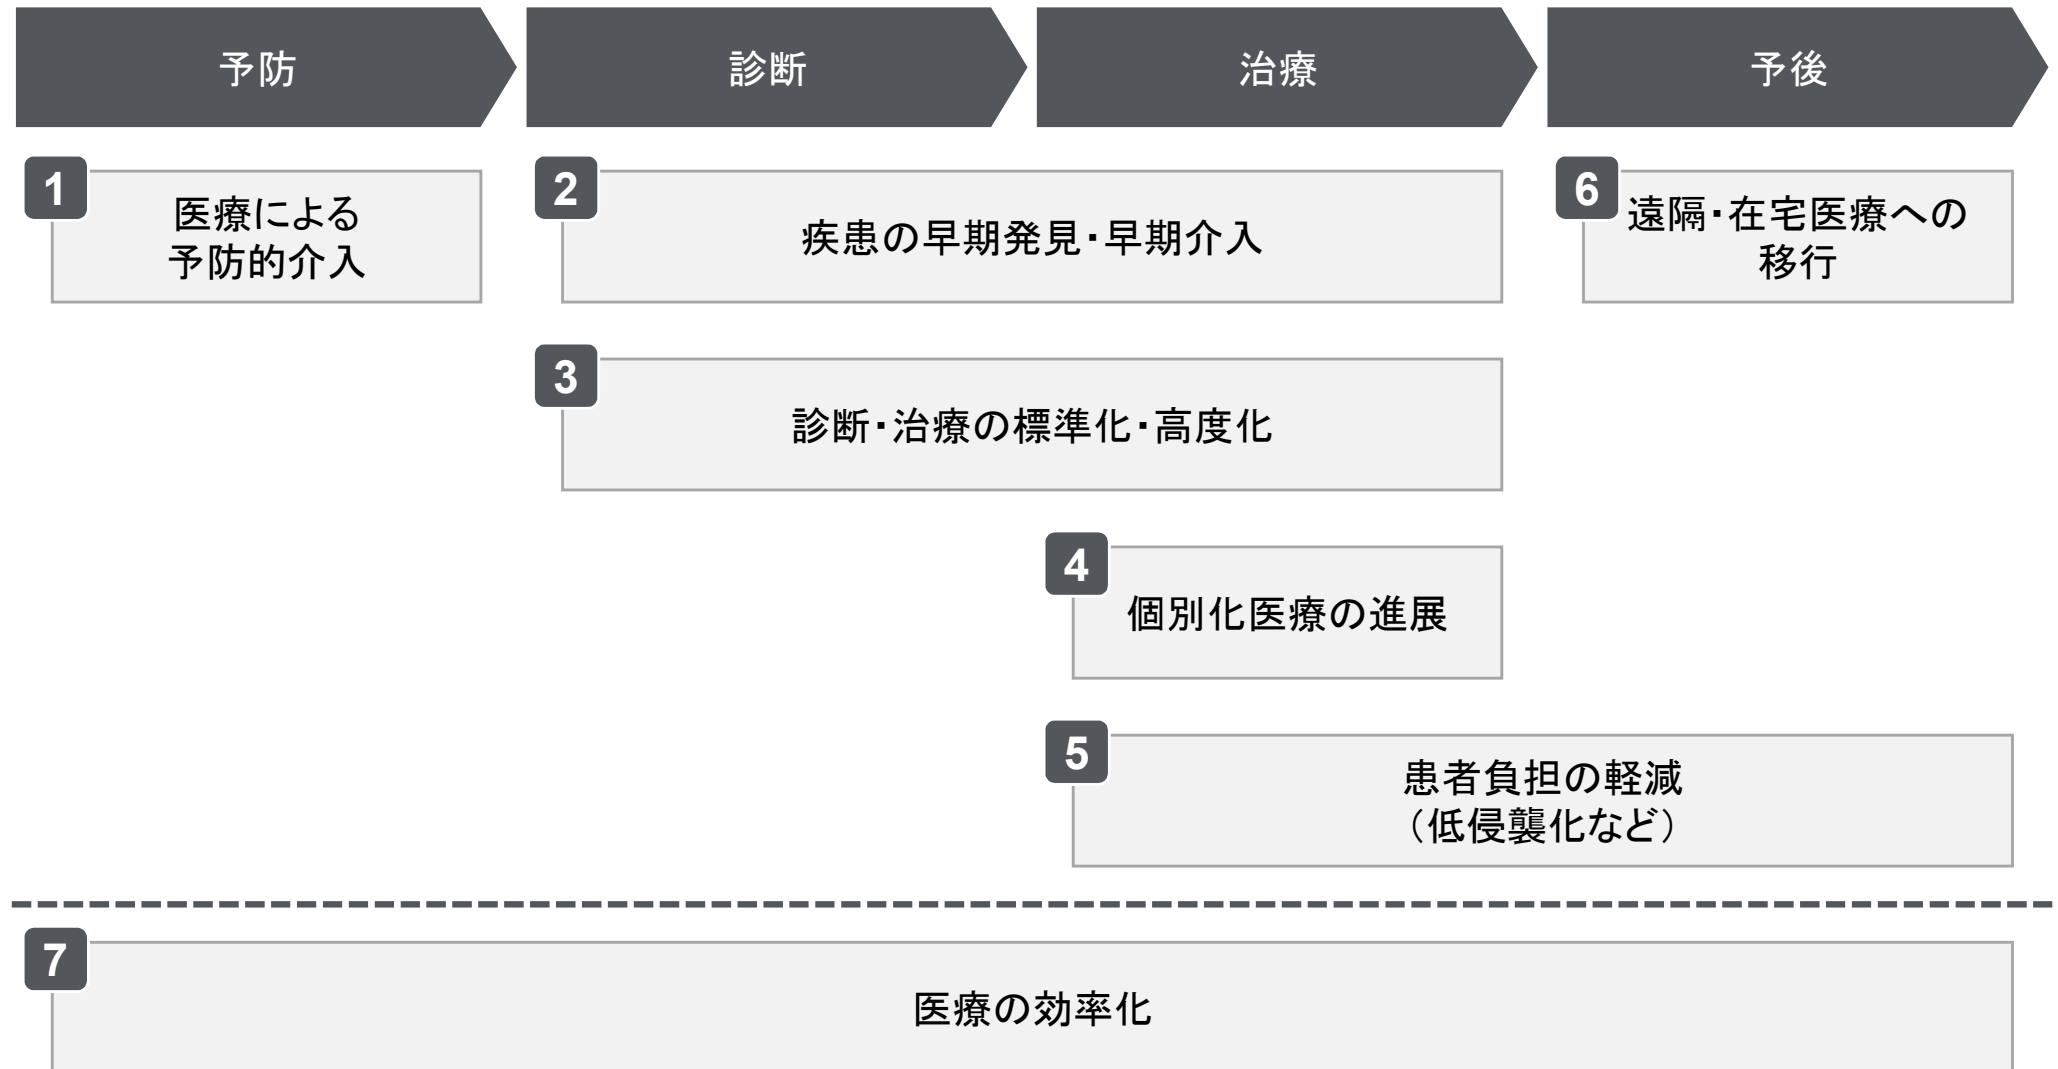 予防
診断
治療
予後
1
医療による
予防的介入
2
疾患の早期発見・早期介入
6
遠隔・在宅医療への
移行
3
診断・治療の標準化・高度化
4
個別化医療の進展
5
患者負担の軽減
（低侵襲化など）
7
医療の効率化